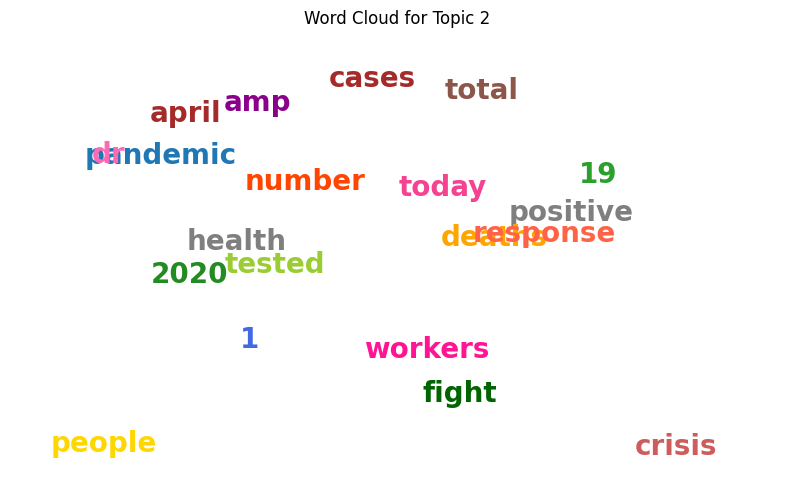 Word Cloud for Topic 2
cases
total
amp
april
dr
pandemic
19
number
today
positive
response
deaths
health
tested
2020
1
workers
fight
people
crisis